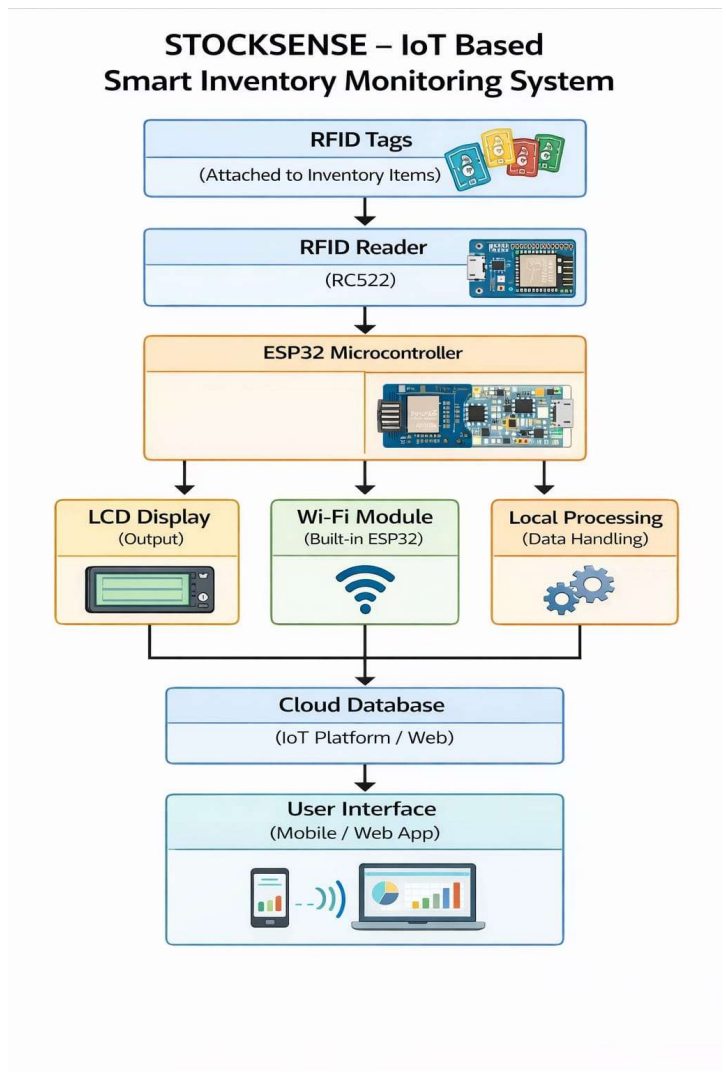 STOCKSENSE – IoT Based
Smart Inventory Monitoring System
RFID Tags
(Attached to Inventory Items)
RFID Reader
(RC522)
ESP32 Microcontroller
LCD Display
(Output)
Wi-Fi Module
(Built-in ESP32)
Local Processing
(Data Handling)
Cloud Database
(IoT Platform / Web)
User Interface
(Mobile / Web App)